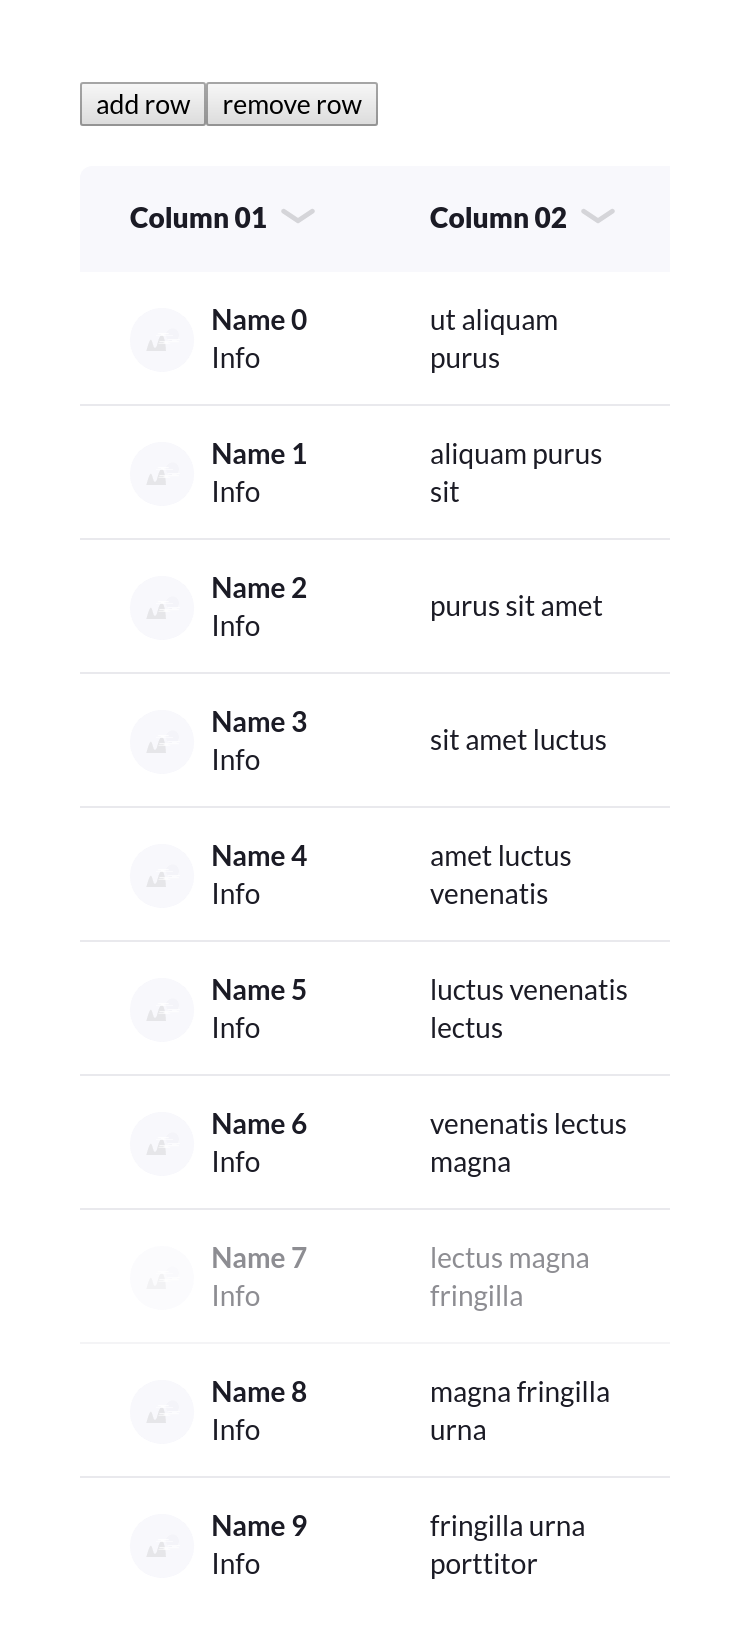 add row remove row
Column 01 Column 02
Name 0
Info
ut aliquam
purus
Name 1
Info
aliquam purus
sit
Name 2
Info
purus sit amet
Name 3
Info
sit amet luctus
Name 4
Info
amet luctus
venenatis
Name 5
Info
luctus venenatis
lectus
Name 6
Info
venenatis lectus
magna
Name 7
Info
lectus magna
fringilla
Name 8
Info
magna fringilla
urna
Name 9
Info
fringilla urna
porttitor